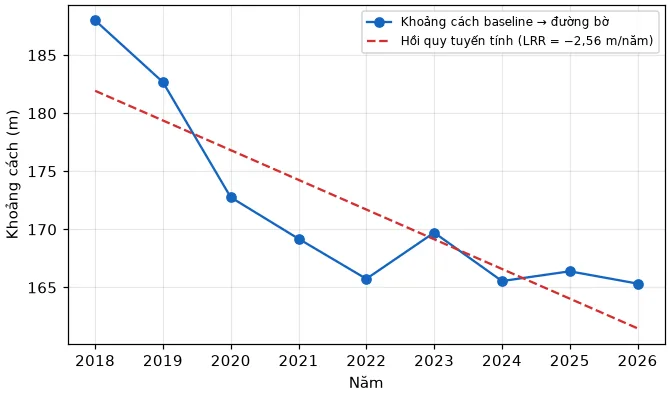 Khoảng cách baseline → đường bờ
Hồi quy tuyến tính (LRR = −2,56 m/năm)
Khoảng cách (m)
185
180
175
170
165
2018 2019 2020 2021 2022 2023 2024 2025 2026
Năm